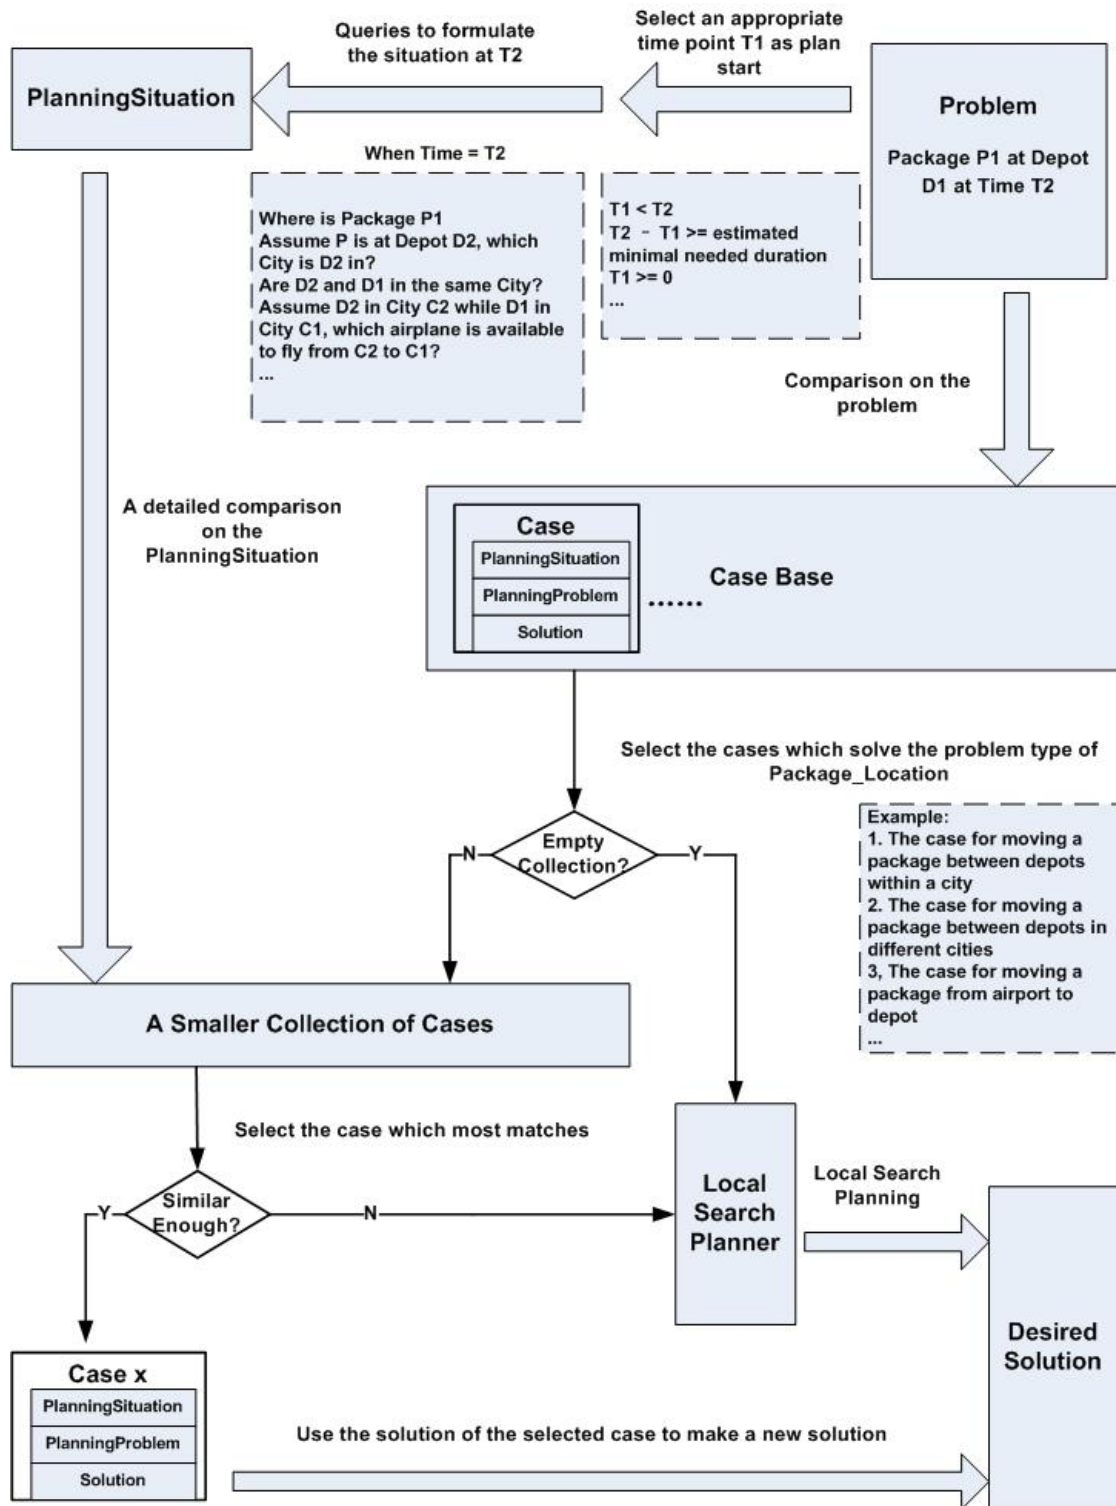 Queries to formulate
the situation at T2
Select an appropriate
time point T1 as plan
start
PlanningSituation
Problem
Package P1 at Depot
D1 at Time T2
When Time = T2
Where is Package P1
Assume P is at Depot D2, which
City is D2 in?
Are D2 and D1 in the same City?
Assume D2 in City C2 while D1 in
City C1, which airplane is available
to fly from C2 to C1?
...
T1 < T2
T2 - T1 >= estimated
minimal needed duration
T1 >= 0
...
Comparison on the
problem
A detailed comparison
on the
PlanningSituation
Case
PlanningSituation
PlanningProblem
Solution
......
Case Base
Select the cases which solve the problem type of
Package_Location
Empty
Collection?
N
Y
Example:
1. The case for moving a
package between depots
within a city
2. The case for moving a
package between depots in
different cities
3, The case for moving a
package from airport to
depot
...
A Smaller Collection of Cases
Select the case which most matches
Similar
Enough?
Y
N
Local
Search
Planner
Local Search
Planning
Desired
Solution
Case x
PlanningSituation
PlanningProblem
Solution
Use the solution of the selected case to make a new solution